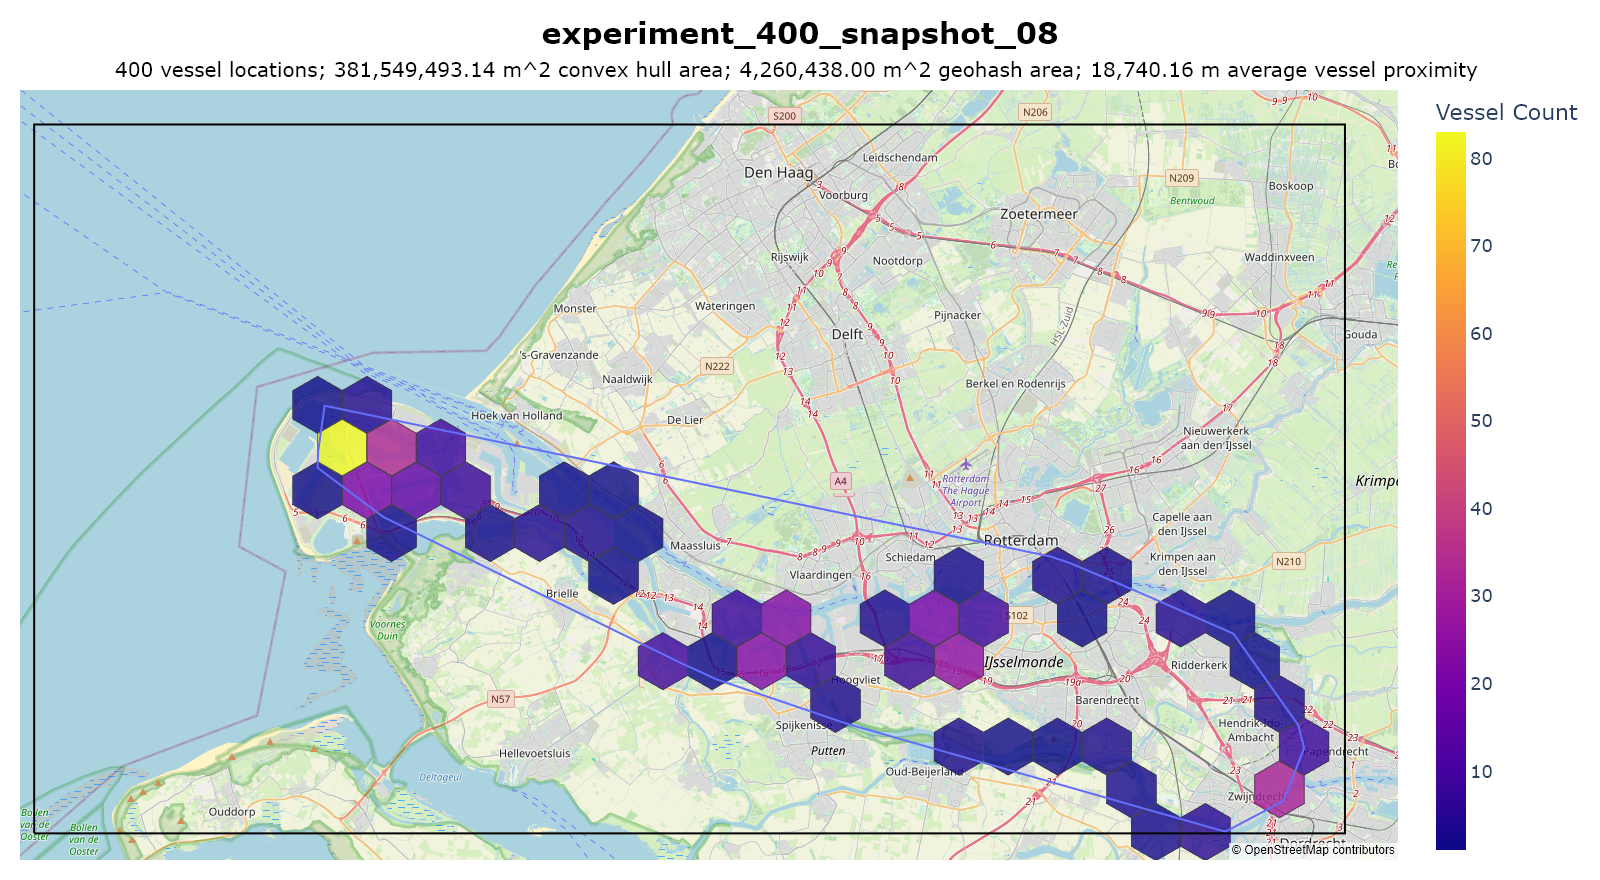 experiment_400_snapshot_08
400 vessel locations; 381,549,493.14 m^2 convex hull area; 4,260,438.00 m^2 geohash area; 18,740.16 m average vessel proximity
Vessel Count
80
70
60
50
40
30
20
10
S200
N206
Leidschendam
Den Haag
Voorburg
N209
Boskoop
Bentwoud
Zoetermeer
Rijswijk
Nootdorp
Waddinxveen
Monster
Wateringen
Pijnacker
Delft
HSL-Zuid
Gouda
's-Gravenzande
N222
Naaldwijk
Berkel en Rodenrijs
Hoek van Holland
De Lier
Nieuwerkerk
aan den IJssel
A4
Rotterdam
The Hague
Airport
Capelle aan
den IJssel
Rotterdam
Maassluis
Schiedam
Krimpen aan
den IJssel
N210
Vlaardingen
Brielle
S102
Voornes
Duin
IJsselmonde
Ridderkerk
Hoogvliet
N57
Barendrecht
Spijkenisse
Hendrik-Ido-
Ambacht
Putten
Papendrecht
Hellevoetsluis
Oud-Beijerland
Deltageul
Zwijndrecht
Ouddorp
Bollen
van de
Ooster
Bollen
van de
Ooster
Dordrecht
© OpenStreetMap contributors